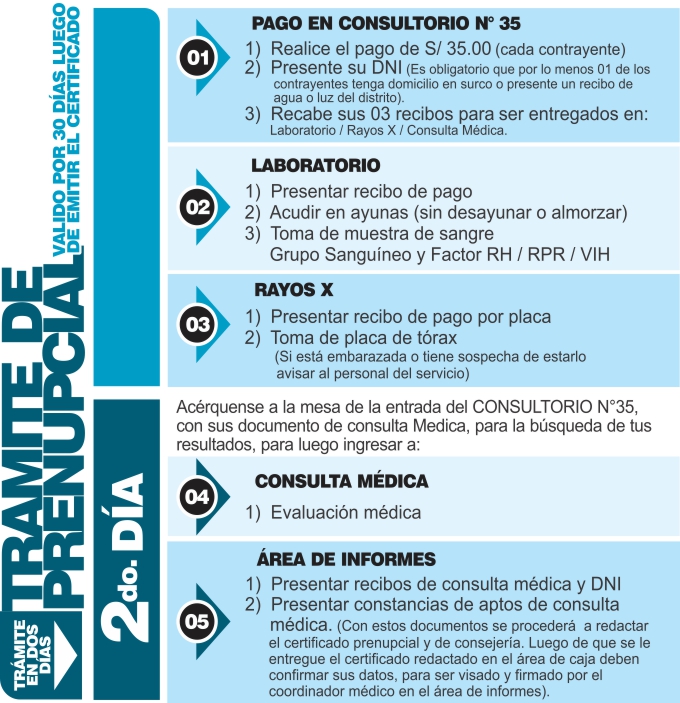 TRAMITE DE
PRENUPCIAL
VALIDO POR 30 DÍAS LUEGO
DE EMITIR EL CERTIFICADO
TRÁMITE
EN DOS
DÍAS
01
PAGO EN CONSULTORIO Nº 35
1) Realice el pago de S/ 35.00 (cada contrayente)
2) Presente su DNI (Es obligatorio que por lo menos 01 de los
contrayentes tenga domicilio en surco o presente un recibo de
agua o luz del distrito).
3) Recabe sus 03 recibos para ser entregados en:
Laboratorio / Rayos X / Consulta Médica.
02
LABORATORIO
1) Presentar recibo de pago
2) Acudir en ayunas (sin desayunar o almorzar)
3) Toma de muestra de sangre
Grupo Sanguíneo y Factor RH / RPR / VIH
03
RAYOS X
1) Presentar recibo de pago por placa
2) Toma de placa de tórax
(Si está embarazada o tiene sospecha de estarlo
avisar al personal del servicio)
2do. DÍA
Acérquense a la mesa de la entrada del CONSULTORIO N°35,
con sus documento de consulta Medica, para la búsqueda de tus
resultados, para luego ingresar a:
04
CONSULTA MÉDICA
1) Evaluación médica
05
ÁREA DE INFORMES
1) Presentar recibos de consulta médica y DNI
2) Presentar constancias de aptos de consulta
médica. (Con estos documentos se procederá a redactar
el certificado prenupcial y de consejería. Luego de que se le
entregue el certificado redactado en el área de caja deben
confirmar sus datos, para ser visado y firmado por el
coordinador médico en el área de informes).